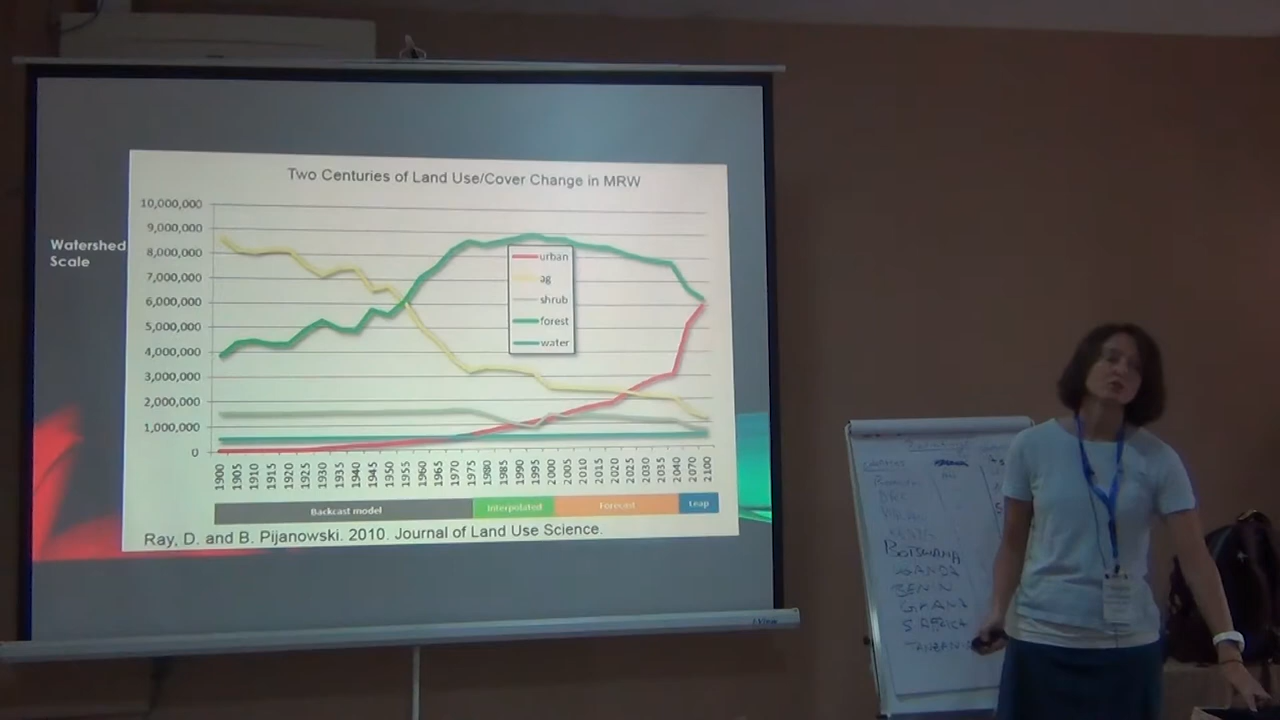 Two Centuries of Land Use/Cover Change in MRW
Watershed
Scale
10,000,000
9,000,000
8,000,000
7,000,000
6,000,000
5,000,000
4,000,000
3,000,000
2,000,000
1,000,000
0
urban
ag
shrub
forest
water
1900 1905 1910 1915 1920 1925 1930 1935 1940 1945 1950 1955 1960 1965 1970 1975 1980 1985 1990 1995 2000 2005 2010 2015 2020 2025 2030 2035 2040 2070 2100
Backcast model Interpolated Forecast Leap
Ray, D. and B. Pijanowski. 2010. Journal of Land Use Science.
BOTSWANA
BENIN
GHANA